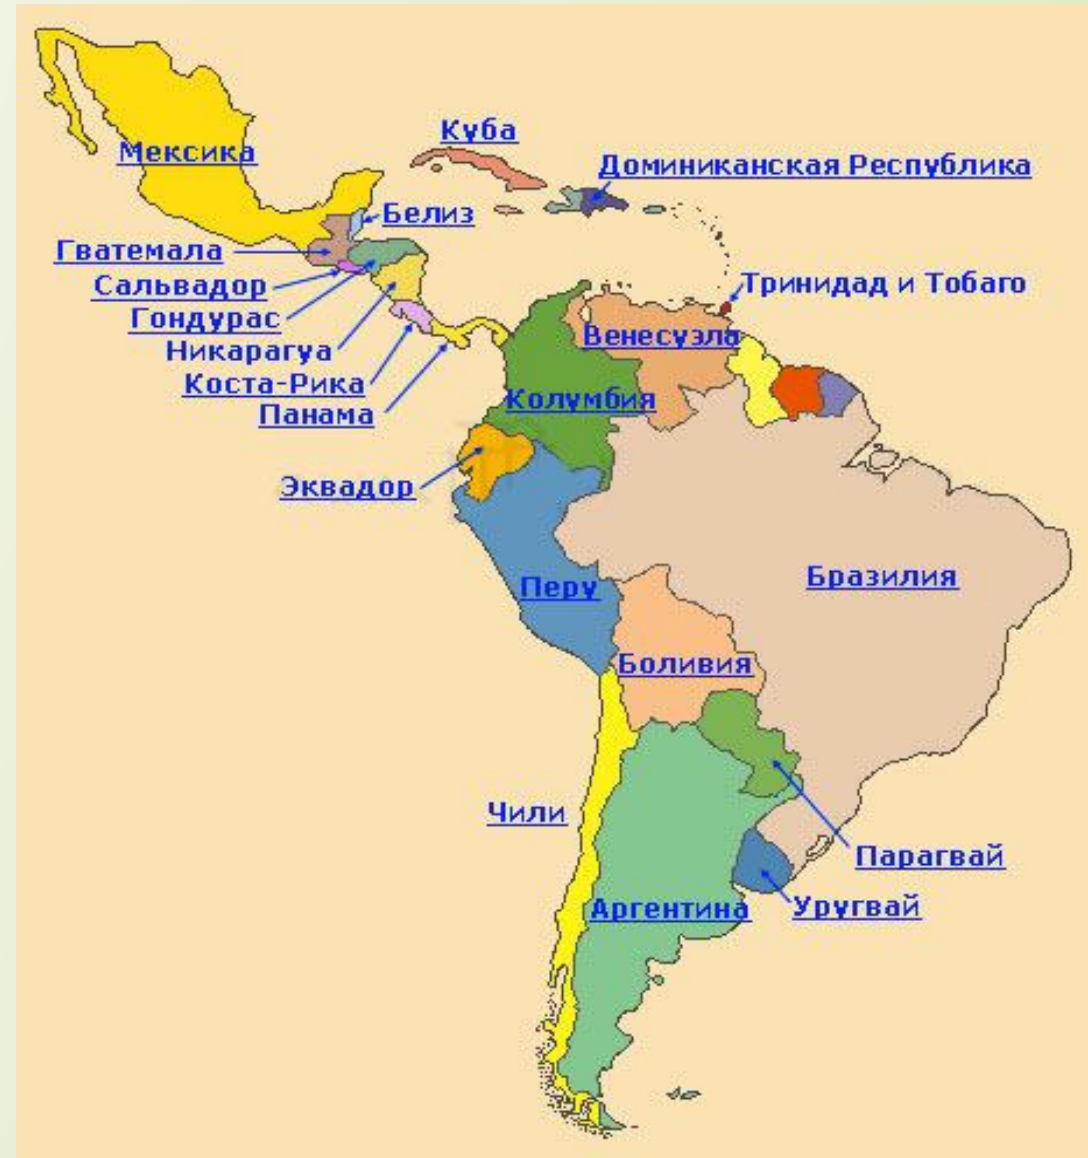 Куба
Мексика
Доминиканская Республика
Белиз
Гватемала
Сальвадор
Тринидад и Тобаго
Гондурас
Венесуэла
Никарагуа
Коста-Рика
Колумбия
Панама
Эквадор
Бразилия
Перу
Боливия
Чили
Парагвай
Аргентина
Уругвай